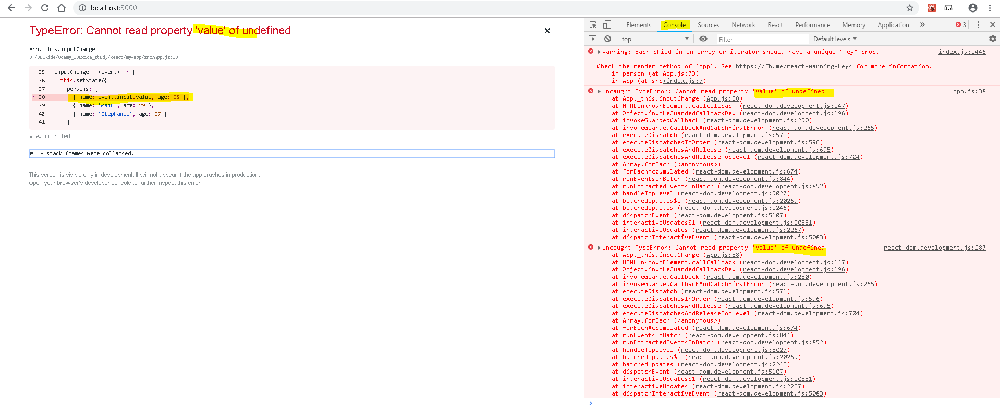 localhost:3000
TypeError: Cannot read property 'value' of undefined
App._this.inputChange
D:/3DExide/Udemy_3DExide_study/React/my-app/src/App.js:38
35 | inputChange = (event) => {
36 |   this.setState({
37 |     persons: [
> 38 |       { name: event.input.value, age: 28 },
39 | ^     { name: 'Manu', age: 29 },
40 |       { name: 'Stephanie', age: 27 }
41 |     ]
View compiled
▶ 18 stack frames were collapsed.
This screen is visible only in development. It will not appear if the app crashes in production.
Open your browser's developer console to further inspect this error.
Elements Console Sources Network React Performance Memory Application » 3
top ▼ Filter Default levels ▼
▶Warning: Each child in an array or iterator should have a unique "key" prop. index.js:1446
Check the render method of `App`. See https://fb.me/react-warning-keys for more information.
in person (at App.js:73)
in App (at src/index.js:7)
▶Uncaught TypeError: Cannot read property 'value' of undefined App.js:38
at App._this.inputChange (App.js:38)
at HTMLUnknownElement.callCallback (react-dom.development.js:147)
at Object.invokeGuardedCallbackDev (react-dom.development.js:196)
at invokeGuardedCallback (react-dom.development.js:250)
at invokeGuardedCallbackAndCatchFirstError (react-dom.development.js:265)
at executeDispatch (react-dom.development.js:571)
at executeDispatchesInOrder (react-dom.development.js:596)
at executeDispatchesAndRelease (react-dom.development.js:695)
at executeDispatchesAndReleaseTopLevel (react-dom.development.js:704)
at Array.forEach (<anonymous>)
at forEachAccumulated (react-dom.development.js:674)
at runEventsInBatch (react-dom.development.js:844)
at runExtractedEventsInBatch (react-dom.development.js:852)
at handleTopLevel (react-dom.development.js:5027)
at batchedUpdates$1 (react-dom.development.js:20269)
at batchedUpdates (react-dom.development.js:2246)
at dispatchEvent (react-dom.development.js:5107)
at interactiveUpdates$1 (react-dom.development.js:20331)
at interactiveUpdates (react-dom.development.js:2267)
at dispatchInteractiveEvent (react-dom.development.js:5083)
▶Uncaught TypeError: Cannot read property 'value' of undefined react-dom.development.js:287
at App._this.inputChange (App.js:38)
at HTMLUnknownElement.callCallback (react-dom.development.js:147)
at Object.invokeGuardedCallbackDev (react-dom.development.js:196)
at invokeGuardedCallback (react-dom.development.js:250)
at invokeGuardedCallbackAndCatchFirstError (react-dom.development.js:265)
at executeDispatch (react-dom.development.js:571)
at executeDispatchesInOrder (react-dom.development.js:596)
at executeDispatchesAndRelease (react-dom.development.js:695)
at executeDispatchesAndReleaseTopLevel (react-dom.development.js:704)
at Array.forEach (<anonymous>)
at forEachAccumulated (react-dom.development.js:674)
at runEventsInBatch (react-dom.development.js:844)
at runExtractedEventsInBatch (react-dom.development.js:852)
at handleTopLevel (react-dom.development.js:5027)
at batchedUpdates$1 (react-dom.development.js:20269)
at batchedUpdates (react-dom.development.js:2246)
at dispatchEvent (react-dom.development.js:5107)
at interactiveUpdates$1 (react-dom.development.js:20331)
at interactiveUpdates (react-dom.development.js:2267)
at dispatchInteractiveEvent (react-dom.development.js:5083)